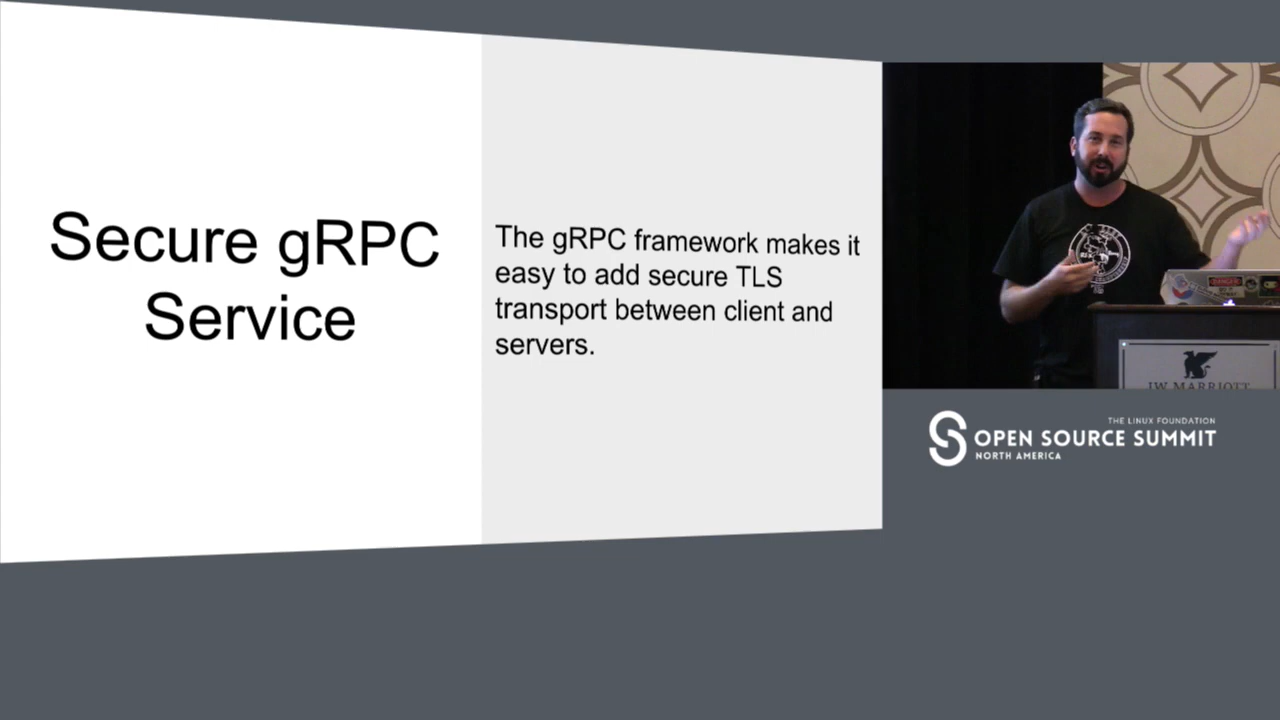 Secure gRPC
Service
The gRPC framework makes it
easy to add secure TLS
transport between client and
servers.
JW MARRIOTT
THE LINUX FOUNDATION
OPEN SOURCE SUMMIT
NORTH AMERICA